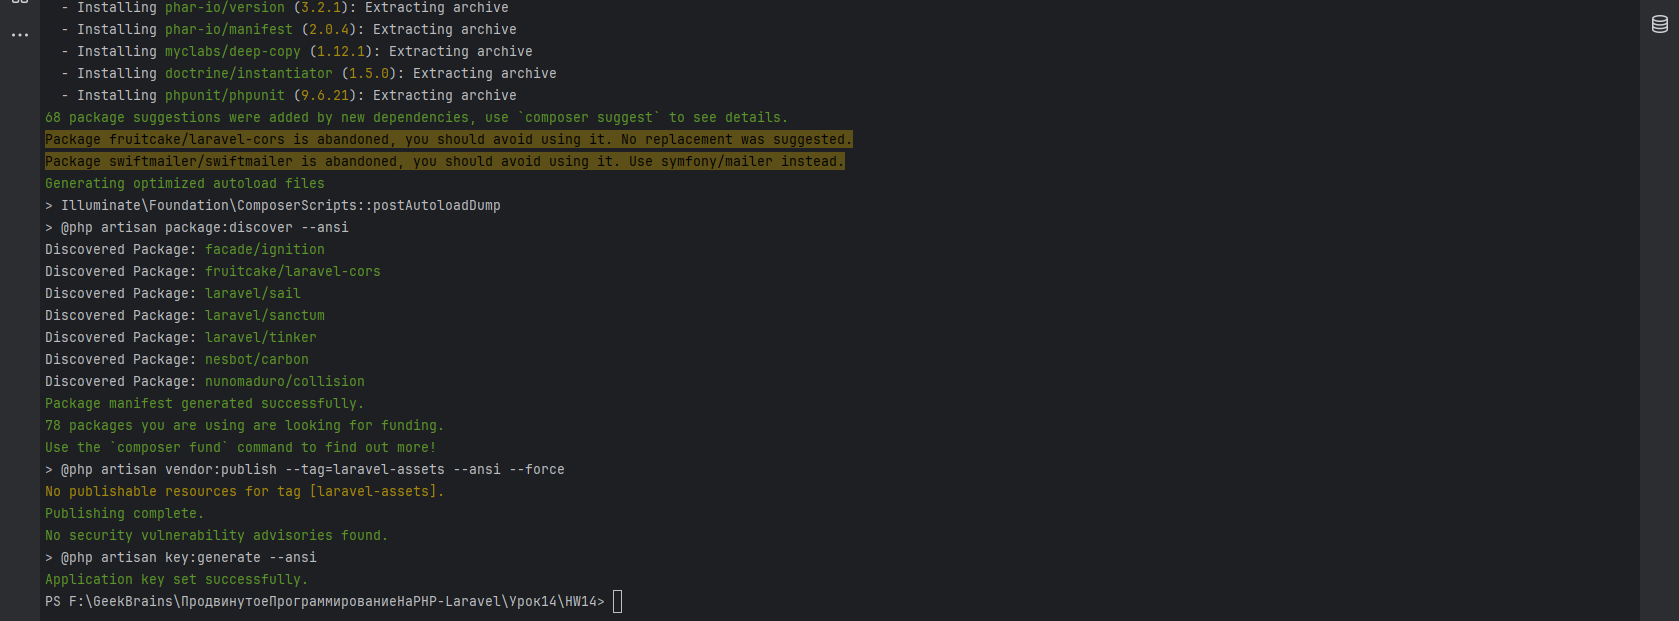 - Installing phar-io/version (3.2.1): Extracting archive
- Installing phar-io/manifest (2.0.4): Extracting archive
- Installing myclabs/deep-copy (1.12.1): Extracting archive
- Installing doctrine/instantiator (1.5.0): Extracting archive
- Installing phpunit/phpunit (9.6.21): Extracting archive
68 package suggestions were added by new dependencies, use `composer suggest` to see details.
Package fruitcake/laravel-cors is abandoned, you should avoid using it. No replacement was suggested.
Package swiftmailer/swiftmailer is abandoned, you should avoid using it. Use symfony/mailer instead.
Generating optimized autoload files
> Illuminate\Foundation\ComposerScripts::postAutoloadDump
> @php artisan package:discover --ansi
Discovered Package: facade/ignition
Discovered Package: fruitcake/laravel-cors
Discovered Package: laravel/sail
Discovered Package: laravel/sanctum
Discovered Package: laravel/tinker
Discovered Package: nesbot/carbon
Discovered Package: nunomaduro/collision
Package manifest generated successfully.
78 packages you are using are looking for funding.
Use the `composer fund` command to find out more!
> @php artisan vendor:publish --tag=laravel-assets --ansi --force
No publishable resources for tag [laravel-assets].
Publishing complete.
No security vulnerability advisories found.
> @php artisan key:generate --ansi
Application key set successfully.
PS F:\GeekBrains\ПродвинутоеПрограммированиеНаPHP-Laravel\Урок14\HW14>